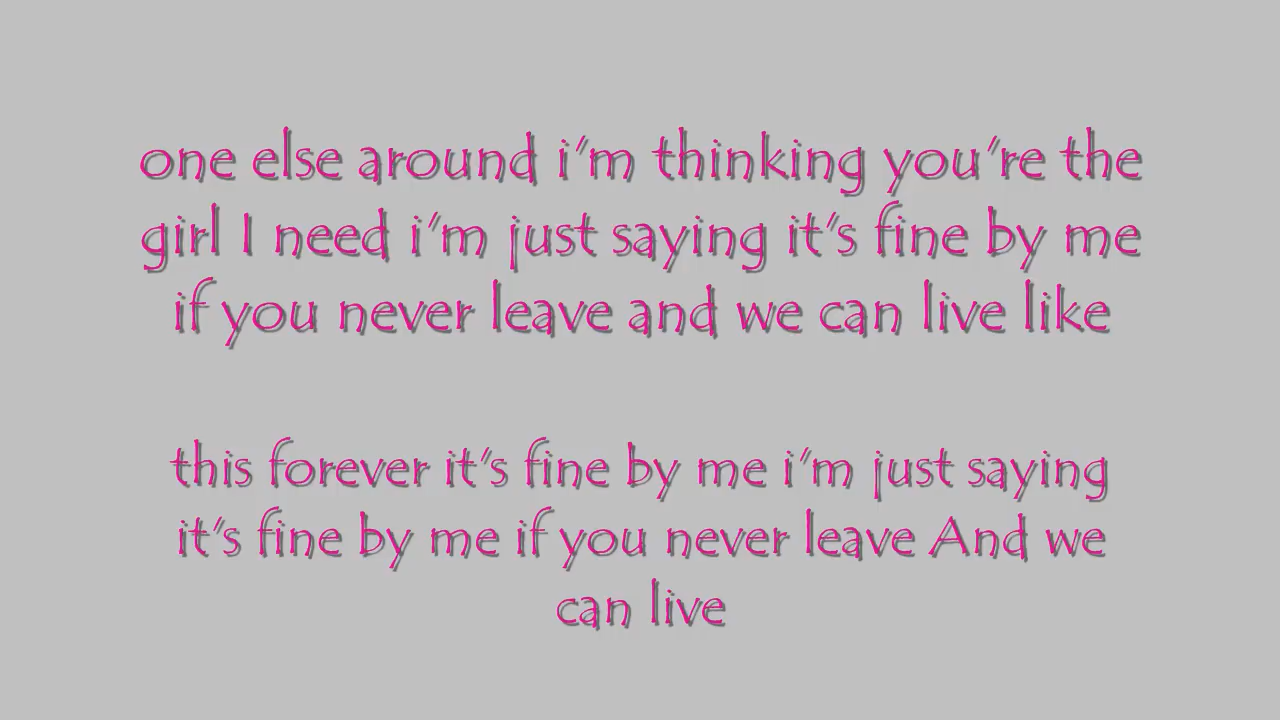 one else around i'm thinking you're the
girl I need i'm just saying it's fine by me
if you never leave and we can live like
this forever it's fine by me i'm just saying
it's fine by me if you never leave And we
can live